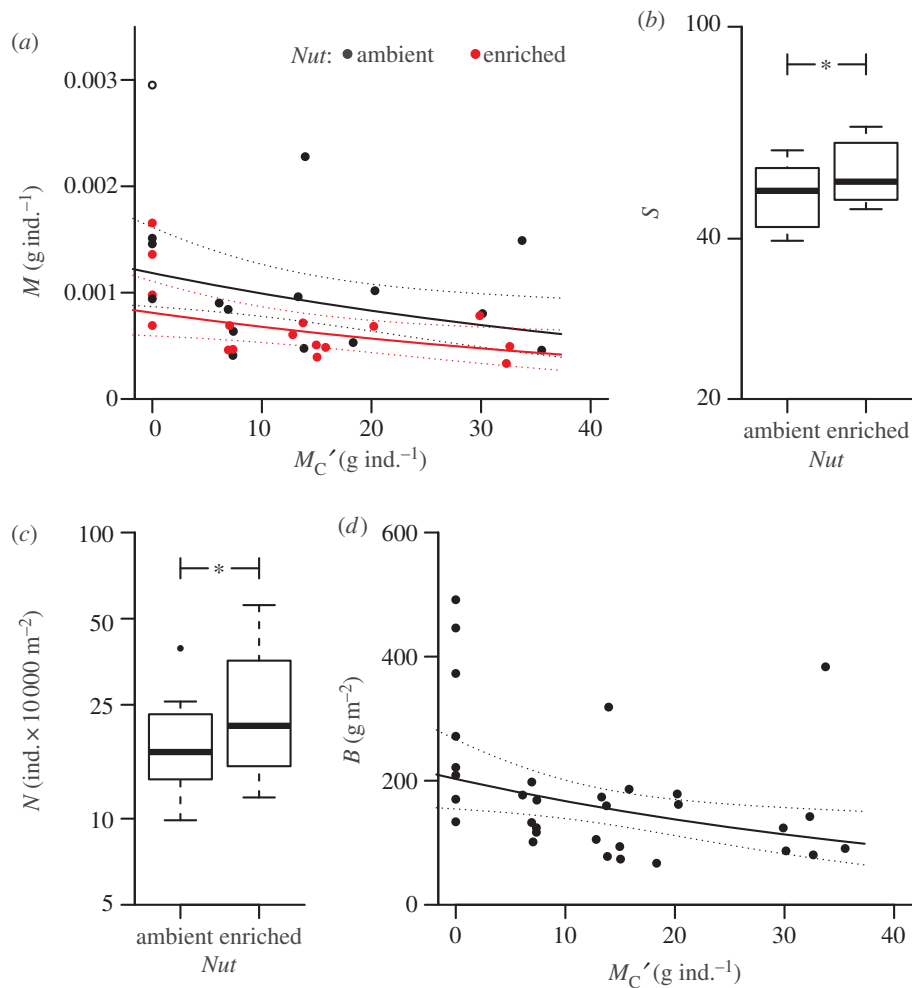 (a)
Nut: ambient enriched
0.003
0.002
0.001
0
M (g ind.⁻¹)
0 10 20 30 40
M_C′ (g ind.⁻¹)
(b)
100
40
20
S
*
ambient enriched
Nut
(c)
100
50
25
10
5
N (ind. × 10 000 m⁻²)
*
ambient enriched
Nut
(d)
600
400
200
0
B (g m⁻²)
0 10 20 30 40
M_C′ (g ind.⁻¹)